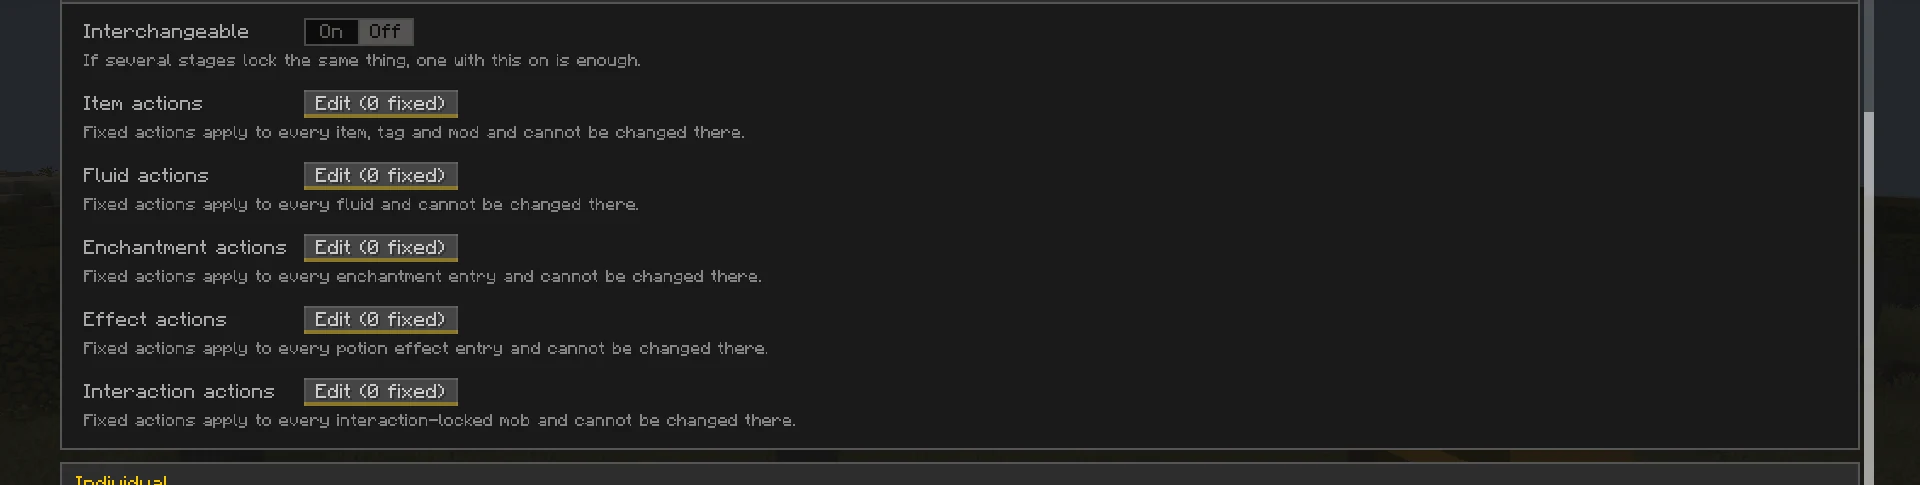 Interchangeable On Off
If several stages lock the same thing, one with this on is enough.
Item actions Edit (0 fixed)
Fixed actions apply to every item, tag and mod and cannot be changed there.
Fluid actions Edit (0 fixed)
Fixed actions apply to every fluid and cannot be changed there.
Enchantment actions Edit (0 fixed)
Fixed actions apply to every enchantment entry and cannot be changed there.
Effect actions Edit (0 fixed)
Fixed actions apply to every potion effect entry and cannot be changed there.
Interaction actions Edit (0 fixed)
Fixed actions apply to every interaction-locked mob and cannot be changed there.
Individual